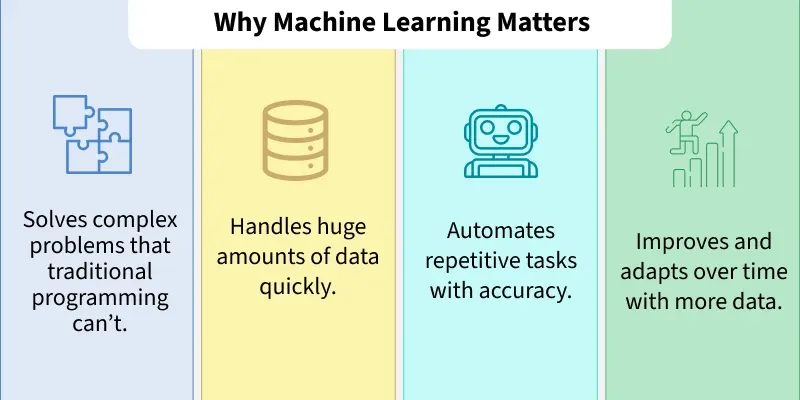 Why Machine Learning Matters
Solves complex
problems that
traditional
programming
can’t.
Handles huge
amounts of data
quickly.
Automates
repetitive tasks
with accuracy.
Improves and
adapts over time
with more data.